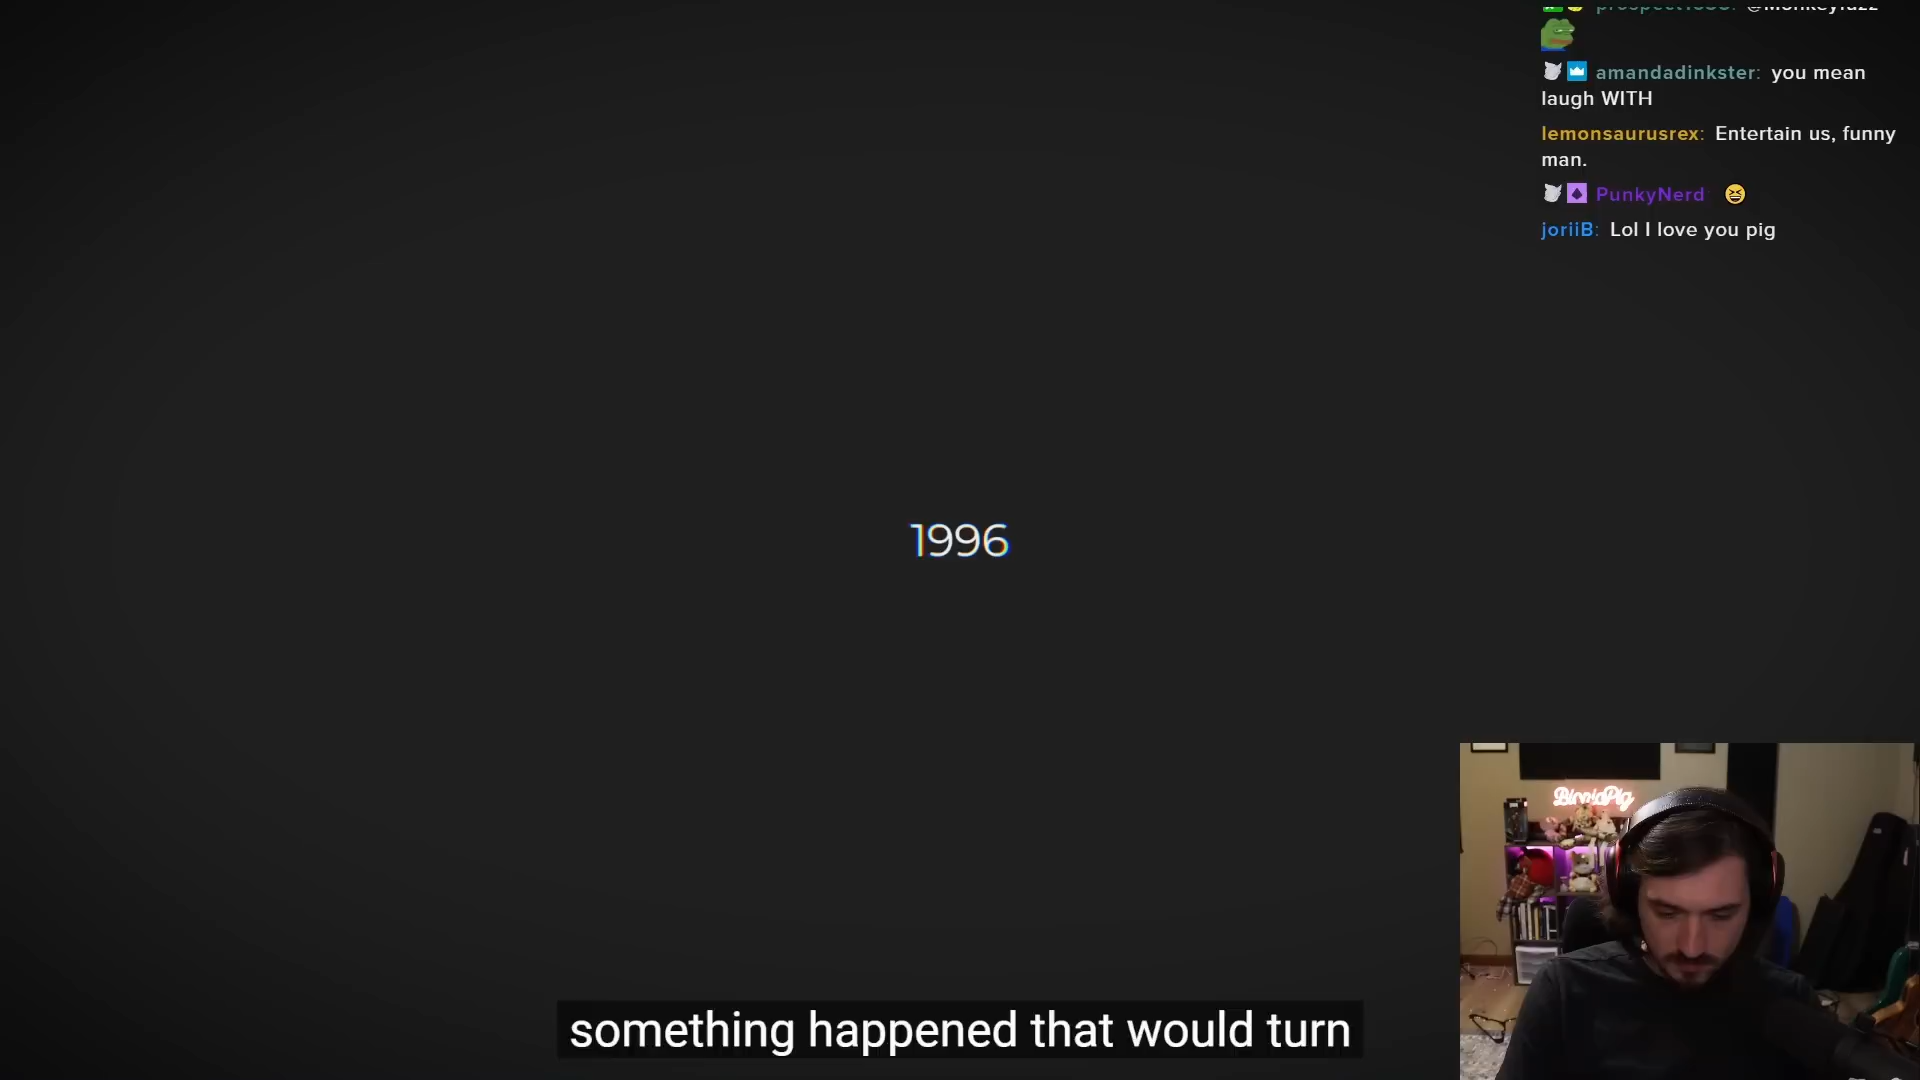 amandadinkster: you mean
laugh WITH
lemonsaurusrex: Entertain us, funny
man.
PunkyNerd
joriiB: Lol I love you pig
1996
BionicPig
something happened that would turn